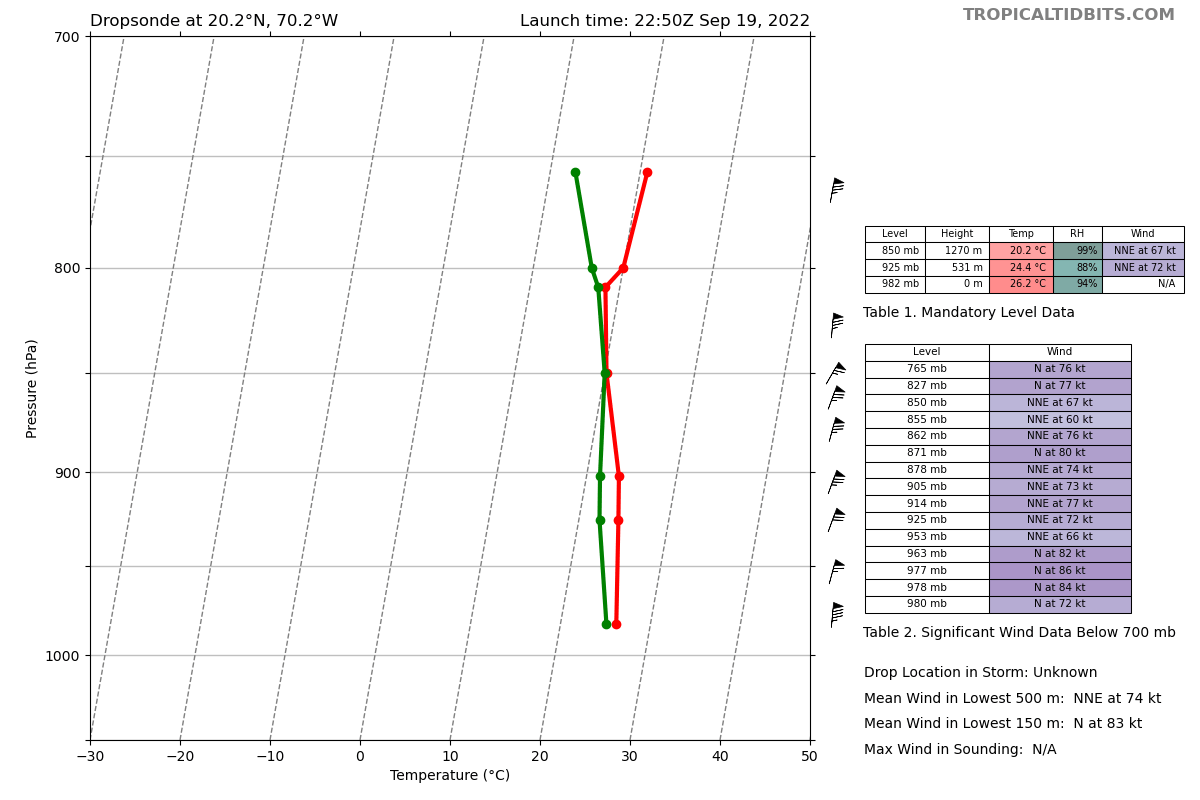 Dropsonde at 20.2°N, 70.2°W
Launch time: 22:50Z Sep 19, 2022
TROPICALTIDBITS.COM
700
800
900
1000
Pressure (hPa)
−30 −20 −10 0 10 20 30 40 50
Temperature (°C)
Level Height Temp RH Wind
850 mb 1270 m 20.2 °C 99% NNE at 67 kt
925 mb 531 m 24.4 °C 88% NNE at 72 kt
982 mb 0 m 26.2 °C 94% N/A
Table 1. Mandatory Level Data
Level Wind
765 mb N at 76 kt
827 mb N at 77 kt
850 mb NNE at 67 kt
855 mb NNE at 60 kt
862 mb NNE at 76 kt
871 mb N at 80 kt
878 mb NNE at 74 kt
905 mb NNE at 73 kt
914 mb NNE at 77 kt
925 mb NNE at 72 kt
953 mb NNE at 66 kt
963 mb N at 82 kt
977 mb N at 86 kt
978 mb N at 84 kt
980 mb N at 72 kt
Table 2. Significant Wind Data Below 700 mb
Drop Location in Storm: Unknown
Mean Wind in Lowest 500 m:  NNE at 74 kt
Mean Wind in Lowest 150 m:  N at 83 kt
Max Wind in Sounding:  N/A